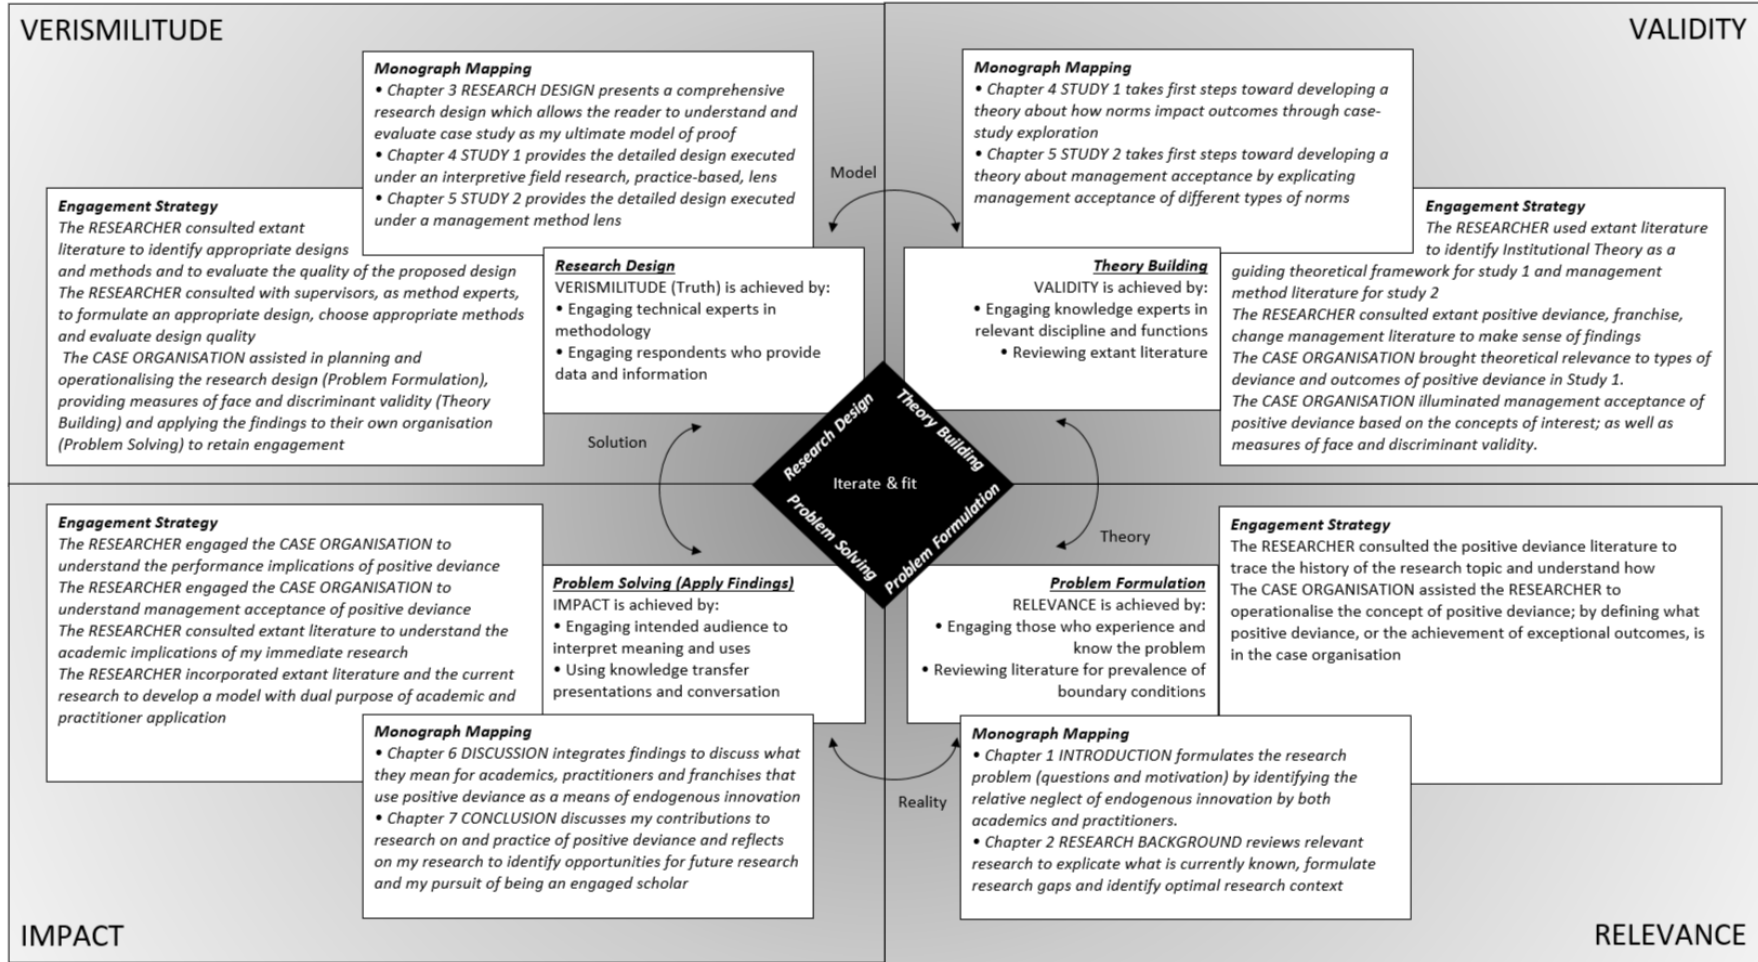 VERISMILITUDE
Monograph Mapping
• Chapter 3 RESEARCH DESIGN presents a comprehensive
research design which allows the reader to understand and
evaluate case study as my ultimate model of proof
• Chapter 4 STUDY 1 provides the detailed design executed
under an interpretive field research, practice-based, lens
• Chapter 5 STUDY 2 provides the detailed design executed
under a management method lens
Engagement Strategy
The RESEARCHER consulted extant
literature to identify appropriate designs
and methods and to evaluate the quality of the proposed design
The RESEARCHER consulted with supervisors, as method experts,
to formulate an appropriate design, choose appropriate methods
and evaluate design quality
The CASE ORGANISATION assisted in planning and
operationalising the research design (Problem Formulation),
providing measures of face and discriminant validity (Theory
Building) and applying the findings to their own organisation
(Problem Solving) to retain engagement
Research Design
VERISMILITUDE (Truth) is achieved by:
• Engaging technical experts in
methodology
• Engaging respondents who provide
data and information
Model
VALIDITY
Monograph Mapping
• Chapter 4 STUDY 1 takes first steps toward developing a
theory about how norms impact outcomes through case-
study exploration
• Chapter 5 STUDY 2 takes first steps toward developing a
theory about management acceptance by explicating
management acceptance of different types of norms
Engagement Strategy
The RESEARCHER used extant literature
to identify Institutional Theory as a
guiding theoretical framework for study 1 and management
method literature for study 2
The RESEARCHER consulted extant positive deviance, franchise,
change management literature to make sense of findings
The CASE ORGANISATION brought theoretical relevance to types of
deviance and outcomes of positive deviance in Study 1.
The CASE ORGANISATION illuminated management acceptance of
positive deviance based on the concepts of interest; as well as
measures of face and discriminant validity.
Theory Building
VALIDITY is achieved by:
• Engaging knowledge experts in
relevant discipline and functions
• Reviewing extant literature
Solution
Research Design
Theory Building
Iterate & fit
Problem Solving
Problem Formulation
Theory
Engagement Strategy
The RESEARCHER engaged the CASE ORGANISATION to
understand the performance implications of positive deviance
The RESEARCHER engaged the CASE ORGANISATION to
understand management acceptance of positive deviance
The RESEARCHER consulted extant literature to understand the
academic implications of my immediate research
The RESEARCHER incorporated extant literature and the current
research to develop a model with dual purpose of academic and
practitioner application
Problem Solving (Apply Findings)
IMPACT is achieved by:
• Engaging intended audience to
interpret meaning and uses
• Using knowledge transfer
presentations and conversation
Monograph Mapping
• Chapter 6 DISCUSSION integrates findings to discuss what
they mean for academics, practitioners and franchises that
use positive deviance as a means of endogenous innovation
• Chapter 7 CONCLUSION discusses my contributions to
research on and practice of positive deviance and reflects
on my research to identify opportunities for future research
and my pursuit of being an engaged scholar
IMPACT
Reality
Problem Formulation
RELEVANCE is achieved by:
• Engaging those who experience and
know the problem
• Reviewing literature for prevalence of
boundary conditions
Engagement Strategy
The RESEARCHER consulted the positive deviance literature to
trace the history of the research topic and understand how
The CASE ORGANISATION assisted the RESEARCHER to
operationalise the concept of positive deviance; by defining what
positive deviance, or the achievement of exceptional outcomes, is
in the case organisation
Monograph Mapping
• Chapter 1 INTRODUCTION formulates the research
problem (questions and motivation) by identifying the
relative neglect of endogenous innovation by both
academics and practitioners.
• Chapter 2 RESEARCH BACKGROUND reviews relevant
research to explicate what is currently known, formulate
research gaps and identify optimal research context
RELEVANCE